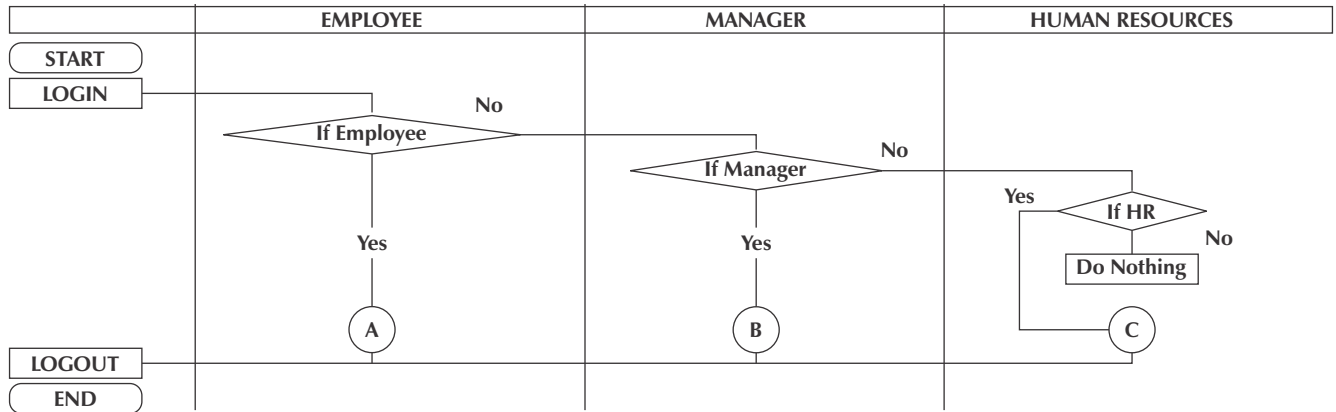 EMPLOYEE MANAGER HUMAN RESOURCES
START
LOGIN
No
If Employee
No
If Manager
Yes
If HR
No
Yes
Yes
Do Nothing
A
B
C
LOGOUT
END